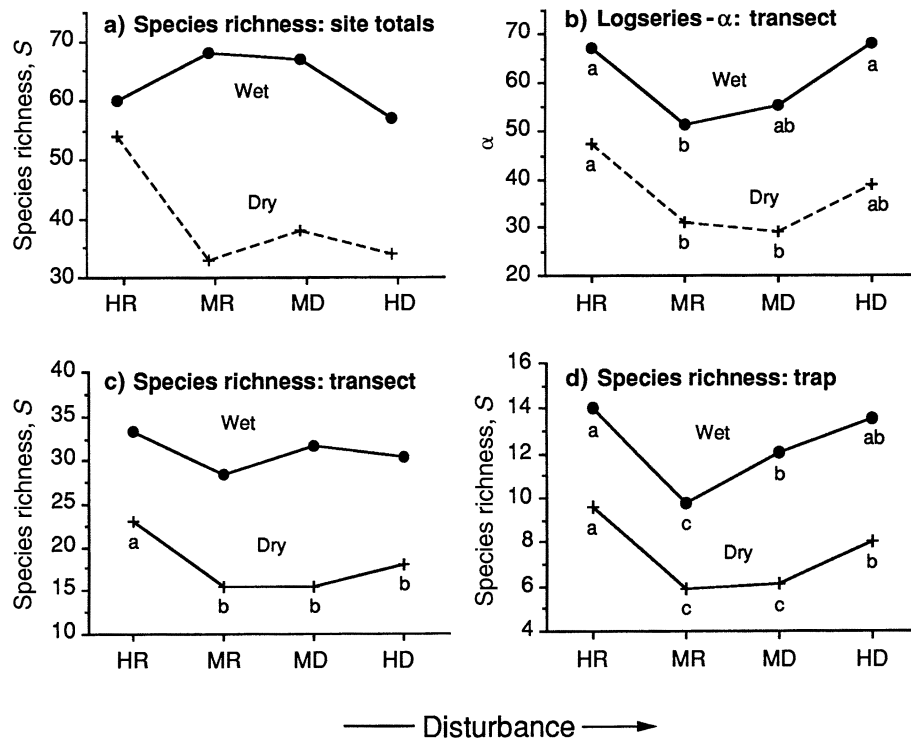 a) Species richness: site totals
Species richness, S
70
60
50
40
30
Wet
Dry
HR MR MD HD
b) Logseries - α: transect
α
70
60
50
40
30
20
Wet
a b ab a
Dry
a b b ab
HR MR MD HD
c) Species richness: transect
Species richness, S
40
35
30
25
20
15
10
Wet
Dry
a b b b
HR MR MD HD
d) Species richness: trap
Species richness, S
16
14
12
10
8
6
4
Wet
a c b ab
Dry
a c c b
HR MR MD HD
Disturbance